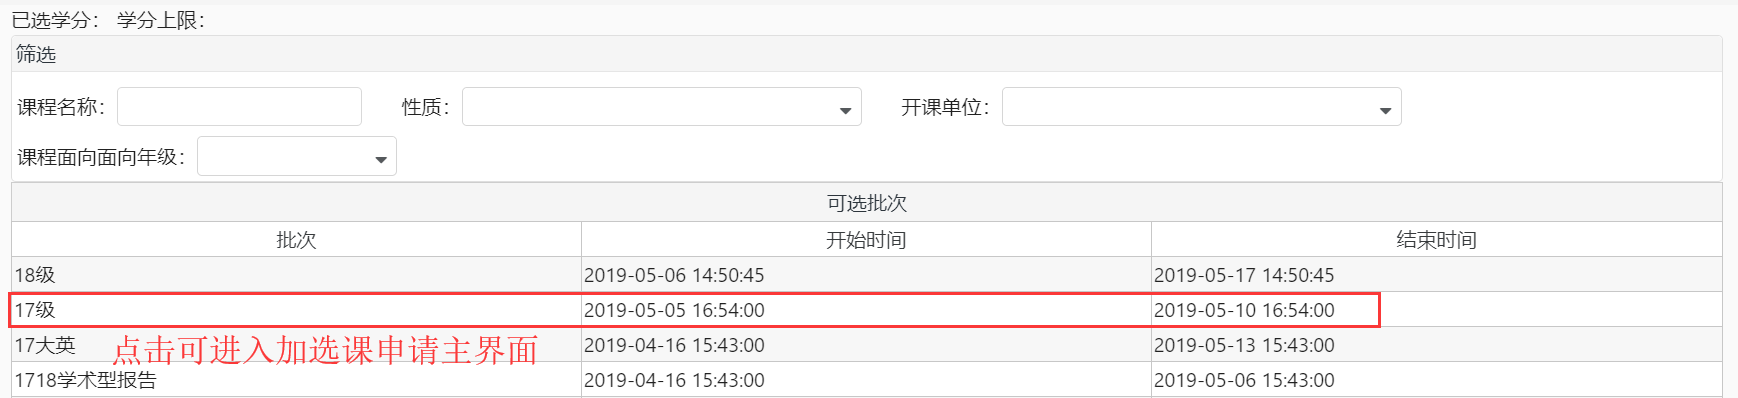 已选学分： 学分上限：
筛选
课程名称： 性质： 开课单位：
课程面向面向年级：
可选批次
批次 开始时间 结束时间
18级 2019-05-06 14:50:45 2019-05-17 14:50:45
17级 2019-05-05 16:54:00 2019-05-10 16:54:00
17大英 2019-04-16 15:43:00 2019-05-13 15:43:00
点击可进入加选课申请主界面
1718学术型报告 2019-04-16 15:43:00 2019-05-06 15:43:00